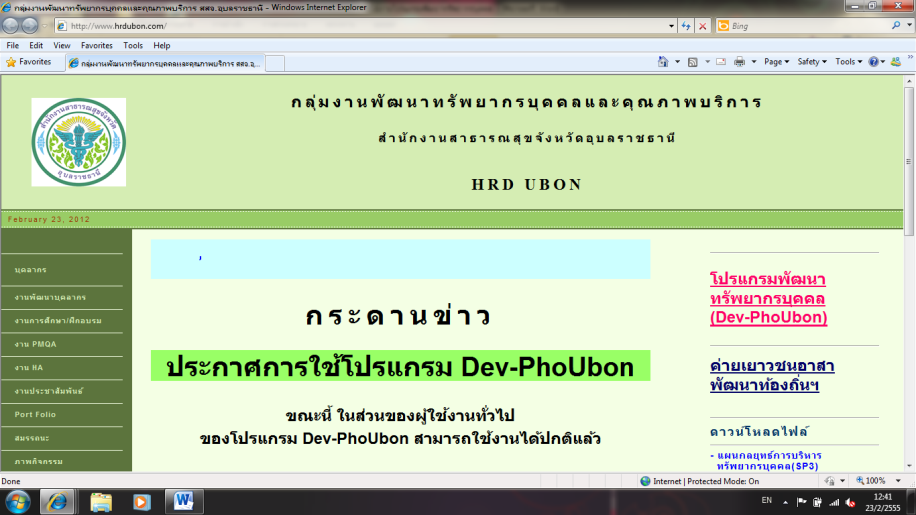 กลุ่มงานพัฒนาทรัพยากรบุคคลและคุณภาพบริการ สสจ.อุบลราชธานี - Windows Internet Explorer
http://www.hrdubon.com/
Bing
File Edit View Favorites Tools Help
Favorites
กลุ่มงานพัฒนาทรัพยากรบุคคลและคุณภาพบริการ สสจ.อุ...
Page Safety Tools
กลุ่มงานพัฒนาทรัพยากรบุคคลและคุณภาพบริการ
สำนักงานสาธารณสุขจังหวัดอุบลราชธานี
HRD UBON
สำนักงานสาธารณสุขจังหวัด
อุบลราชธานี
February 23, 2012
บุคลากร
งานพัฒนาบุคลากร
งานการศึกษา/ฝึกอบรม
งาน PMQA
งาน HA
งานประชาสัมพันธ์
Port Folio
สมรรถนะ
ภาพกิจกรรม
กระดานข่าว
ประกาศการใช้โปรแกรม Dev-PhoUbon
ขณะนี้ ในส่วนของผู้ใช้งานทั่วไป
ของโปรแกรม Dev-PhoUbon สามารถใช้งานได้ปกติแล้ว
โปรแกรมพัฒนา
ทรัพยากรบุคคล
(Dev-PhoUbon)
ค่ายเยาวชนอาสา
พัฒนาท้องถิ่นฯ
ดาวน์โหลดไฟล์
- แผนกลยุทธ์การบริหาร
ทรัพยากรบุคคล(SP3)
Done
Internet | Protected Mode: On
100%
EN
12:41
23/2/2555